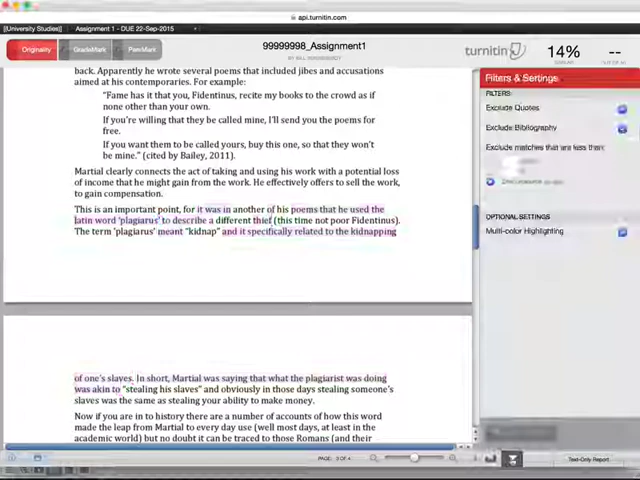 api.turnitin.com
[University Studies]
Assignment 1 - DUE 22-Sep-2015
Originality
GradeMark
PeerMark
99999998_Assignment1
turnitin
14%
--
back. Apparently he wrote several poems that included jibes and accusations
aimed at his contemporaries. For example:
"Fame has it that you, Fidentinus, recite my books to the crowd as if
none other than your own.
If you're willing that they be called mine, I'll send you the poems for
free.
If you want them to be called yours, buy this one, so that they won't
be mine." (cited by Bailey, 2011).
Martial clearly connects the act of taking and using his work with a potential loss
of income that he might gain from the work. He effectively offers to sell the work,
to gain compensation.
This is an important point, for it was in another of his poems that he used the
latin word 'plagiarus' to describe a different thief (this time not poor Fidentinus).
The term 'plagiarus' meant "kidnap" and it specifically related to the kidnapping
of one's slaves. In short, Martial was saying that what the plagiarist was doing
was akin to "stealing his slaves" and obviously in those days stealing someone's
slaves was the same as stealing your ability to make money.
Now if you are in to history there are a number of accounts of how this word
made the leap from Martial to every day use (well most days, at least in the
academic world) but no doubt it can be traced to those Romans (and their
Filters & Settings
FILTERS
Exclude Quotes
Exclude Bibliography
Exclude matches that are less than:
OPTIONAL SETTINGS
Multi-color Highlighting
PAGE: 3 OF 4
Text-Only Report